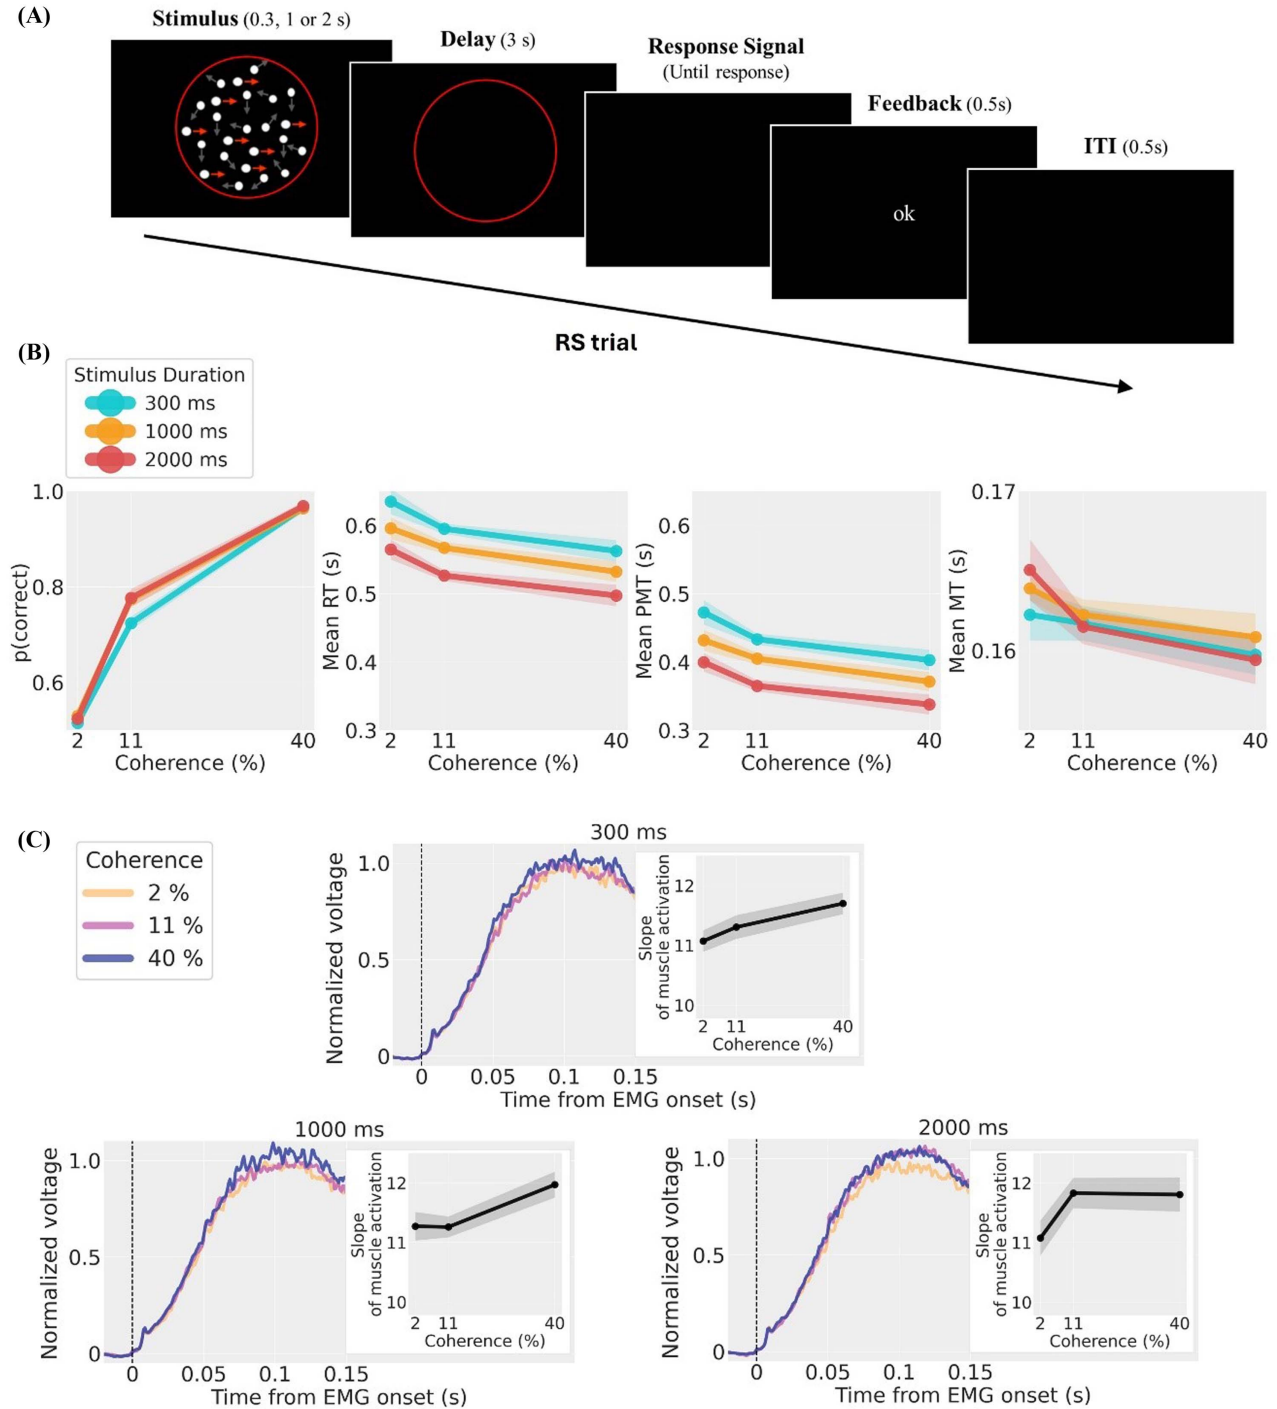 (A)
Stimulus (0.3, 1 or 2 s)
Delay (3 s)
Response Signal
(Until response)
Feedback (0.5s)
ITI (0.5s)
ok
RS trial
(B)
Stimulus Duration
300 ms
1000 ms
2000 ms
p(correct)
1.0
0.8
0.6
2 11 40
Coherence (%)
Mean RT (s)
0.6
0.5
0.4
0.3
2 11 40
Coherence (%)
Mean PMT (s)
0.6
0.5
0.4
0.3
2 11 40
Coherence (%)
Mean MT (s)
0.17
0.16
2 11 40
Coherence (%)
(C)
Coherence
2 %
11 %
40 %
300 ms
Normalized voltage
1.0
0.5
0
0 0.05 0.1 0.15
Time from EMG onset (s)
Slope
of muscle activation
12
11
10
2 11 40
Coherence (%)
1000 ms
Normalized voltage
1.0
0.5
0
0 0.05 0.1 0.15
Time from EMG onset (s)
Slope
of muscle activation
12
11
10
2 11 40
Coherence (%)
2000 ms
Normalized voltage
1.0
0.5
0
0 0.05 0.1 0.15
Time from EMG onset (s)
Slope
of muscle activation
12
11
10
2 11 40
Coherence (%)